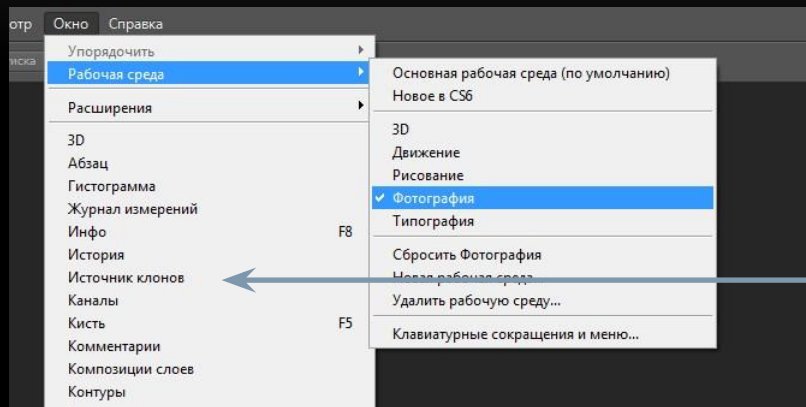 отр Окно Справка
Упорядочить
Рабочая среда
Расширения
3D
Абзац
Гистограмма
Журнал измерений
Инфо F8
История
Источник клонов
Каналы
Кисть F5
Комментарии
Композиции слоев
Контуры
Основная рабочая среда (по умолчанию)
Новое в CS6
3D
Движение
Рисование
Фотография
Типография
Сбросить Фотография
Новая рабочая среда...
Удалить рабочую среду...
Клавиатурные сокращения и меню...